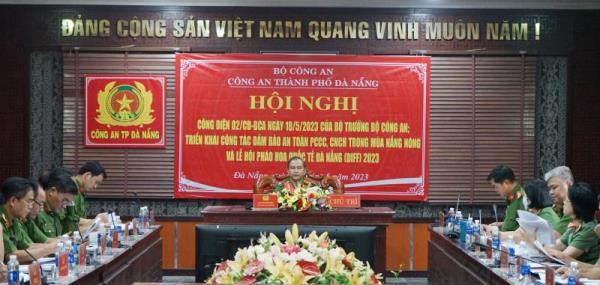 ĐẢNG CỘNG SẢN VIỆT NAM QUANG VINH MUÔN NĂM !
BỘ CÔNG AN
CÔNG AN THÀNH PHỐ ĐÀ NẴNG
HỘI NGHỊ
CÔNG ĐIỆN 02/CĐ-BCA NGÀY 18/5/2023 CỦA BỘ TRƯỞNG BỘ CÔNG AN;
TRIỂN KHAI CÔNG TÁC ĐẢM BẢO AN TOÀN PCCC, CNCH TRONG MÙA NẮNG NÓNG
VÀ LỄ HỘI PHÁO HOA QUỐC TẾ ĐÀ NẴNG (DIFF) 2023
Đà Nẵng, 2023
CÔNG AN TP ĐÀ NẴNG
CHỦ TRÌ